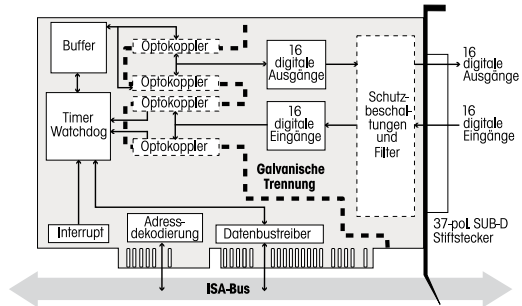 Buffer
Optokoppler
16
digitale
Ausgänge
Optokoppler
Optokoppler
Timer
Watchdog
16
digitale
Eingänge
Optokoppler
Schutz-
beschal-
tungen
und
Filter
16
digitale
Ausgänge
16
digitale
Eingänge
Galvanische
Trennung
37-pol. SUB-D
Stiftstecker
Interrupt
Adress-
dekodierung
Datenbustreiber
ISA-Bus